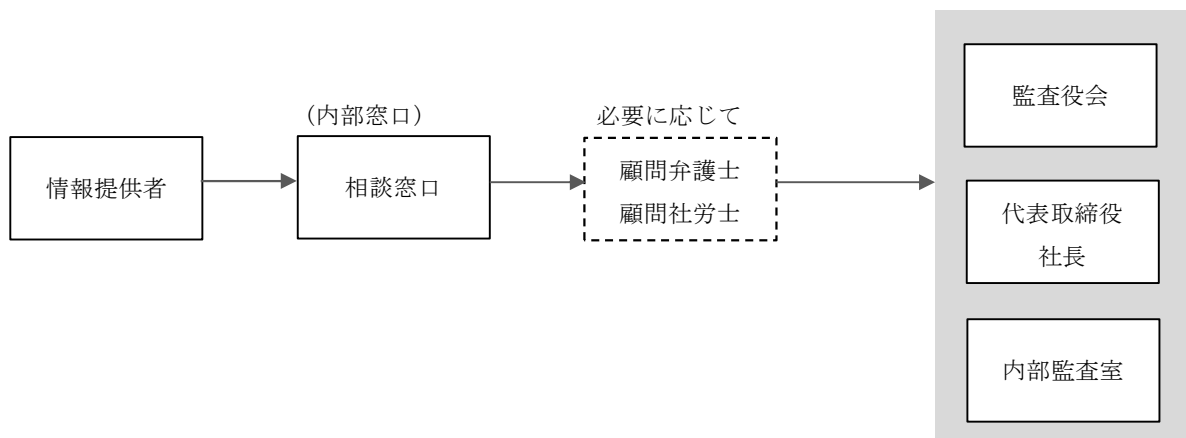 情報提供者
(内部窓口)
相談窓口
必要に応じて
顧問弁護士
顧問社労士
監査役会
代表取締役
社長
内部監査室